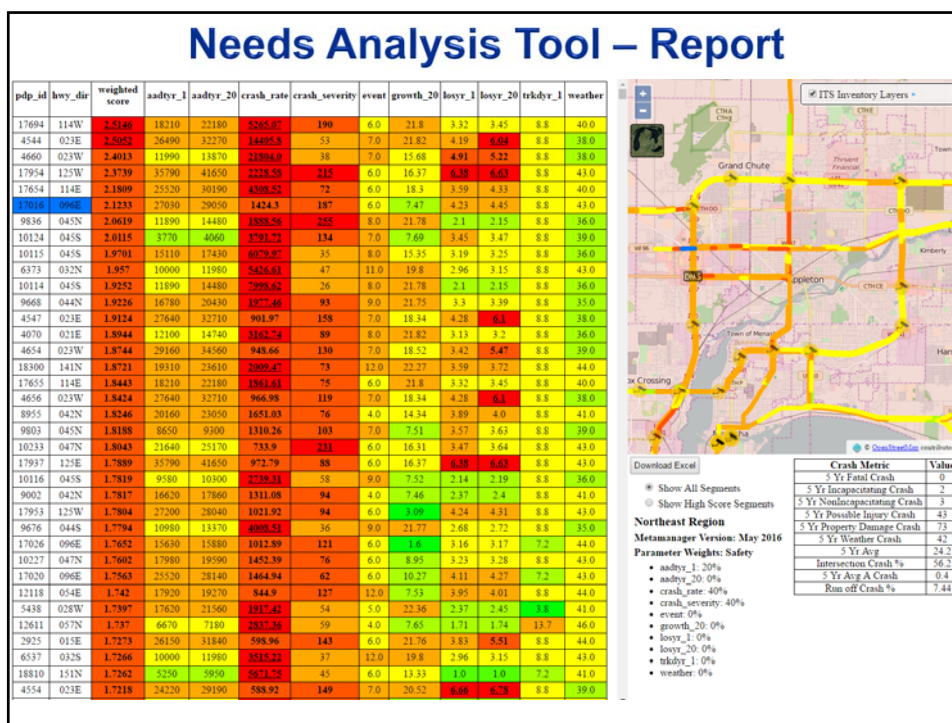 Needs Analysis Tool – Report
pdp_id hwy_dir weighted score aadtyr_1 aadtyr_20 crash_rate crash_severity event growth_20 losyr_1 losyr_20 trkdyr_1 weather
17694 114W 2.5146 18210 22180 5265.07 190 6.0 21.8 3.32 3.45 8.8 40.0
4544 023E 2.5052 26490 32270 14405.8 53 7.0 21.82 4.19 6.04 8.8 38.0
4660 023W 2.4013 11990 13870 21804.0 38 7.0 15.68 4.91 5.22 8.8 38.0
17954 125W 2.3739 35790 41650 2228.58 215 6.0 16.37 6.38 6.63 8.8 43.0
17654 114E 2.1809 25520 30190 4308.52 72 6.0 18.3 3.59 4.33 8.8 40.0
17016 096E 2.1233 27030 29050 1424.3 187 6.0 7.47 4.23 4.45 8.8 43.0
9836 045N 2.0619 11890 14480 1888.56 255 8.0 21.78 2.1 2.15 8.8 36.0
10124 045S 2.0115 3770 4060 3791.72 134 7.0 7.69 3.45 3.47 8.8 39.0
10115 045S 1.9701 15110 17430 6079.97 35 8.0 15.35 3.19 3.25 8.8 36.0
6373 032N 1.957 10000 11980 5426.61 47 11.0 19.8 2.96 3.15 8.8 43.0
10114 045S 1.9252 11890 14480 7998.62 26 8.0 21.78 2.1 2.15 8.8 36.0
9668 044N 1.9226 16780 20430 1977.46 93 9.0 21.75 3.3 3.39 8.8 35.0
4547 023E 1.9124 27640 32710 901.97 158 7.0 18.34 4.28 6.1 8.8 38.0
4070 021E 1.8944 12100 14740 3162.74 89 8.0 21.82 3.13 3.2 8.8 36.0
4654 023W 1.8744 29160 34560 948.66 130 7.0 18.52 3.42 5.47 8.8 39.0
18300 141N 1.8721 19310 23610 2009.47 73 12.0 22.27 3.59 3.72 8.8 44.0
17655 114E 1.8443 18210 22180 1861.61 75 6.0 21.8 3.32 3.45 8.8 40.0
4656 023W 1.8424 27640 32710 966.98 119 7.0 18.34 4.28 6.1 8.8 38.0
8955 042N 1.8246 20160 23050 1651.03 76 4.0 14.34 3.89 4.0 8.8 41.0
9803 045N 1.8188 8650 9300 1310.26 103 7.0 7.51 3.57 3.63 8.8 39.0
10233 047N 1.8043 21640 25170 733.9 231 6.0 16.31 3.47 3.64 8.8 43.0
17937 125E 1.7889 35790 41650 972.79 88 6.0 16.37 6.38 6.63 8.8 43.0
10116 045S 1.7819 9580 10300 2739.31 58 9.0 7.52 2.14 2.19 8.8 36.0
9002 042N 1.7817 16620 17860 1311.08 94 4.0 7.46 2.37 2.4 8.8 41.0
17953 125W 1.7804 27200 28040 1021.92 94 6.0 3.09 4.24 4.31 8.8 43.0
9676 044S 1.7794 10980 13370 4008.51 36 9.0 21.77 2.68 2.72 8.8 35.0
17026 096E 1.7652 15630 15880 1012.89 121 6.0 1.6 3.16 3.17 7.2 44.0
10227 047N 1.7602 17980 19590 1452.39 76 6.0 8.95 3.23 3.28 8.8 43.0
17020 096E 1.7563 25520 28140 1464.94 62 6.0 10.27 4.11 4.27 7.2 43.0
12118 054E 1.742 17920 19270 844.9 127 12.0 7.53 3.95 4.01 8.8 44.0
5438 028W 1.7397 17620 21560 1917.42 54 5.0 22.36 2.37 2.45 3.8 41.0
12611 057N 1.737 6670 7180 2837.36 59 4.0 7.65 1.71 1.74 13.7 46.0
2925 015E 1.7273 26150 31840 598.96 143 6.0 21.76 3.83 5.51 8.8 44.0
6537 032S 1.7266 10000 11980 3515.22 37 12.0 19.8 2.96 3.15 8.8 43.0
18810 151N 1.7262 5250 5950 5671.75 45 6.0 13.33 1.0 1.0 7.2 41.0
4554 023E 1.7218 24220 29190 588.92 149 7.0 20.52 6.66 6.78 8.8 39.0
+
−
ITS Inventory Layers
CTH A
Grand Chute
Thrivent Financial
CTH OO
CTH OO
WI 96
Kimberly
DMS
Appleton
CTH CE
Town of Menash
ox Crossing
CTH P
© OpenStreetMap contributo
Download Excel
Show All Segments
Show High Score Segments
Northeast Region
Metamanager Version: May 2016
Parameter Weights: Safety
aadtyr_1: 20%
aadtyr_20: 0%
crash_rate: 40%
crash_severity: 40%
event: 0%
growth_20: 0%
losyr_1: 0%
losyr_20: 0%
trkdyr_1: 0%
weather: 0%
Crash Metric Value
5 Yr Fatal Crash 0
5 Yr Incapacitating Crash 2
5 Yr NonIncapacitating Crash 3
5 Yr Possible Injury Crash 43
5 Yr Property Damage Crash 73
5 Yr Weather Crash 42
5 Yr Avg 24.2
Intersection Crash % 56.2
5 Yr Avg A Crash 0.4
Run off Crash % 7.44